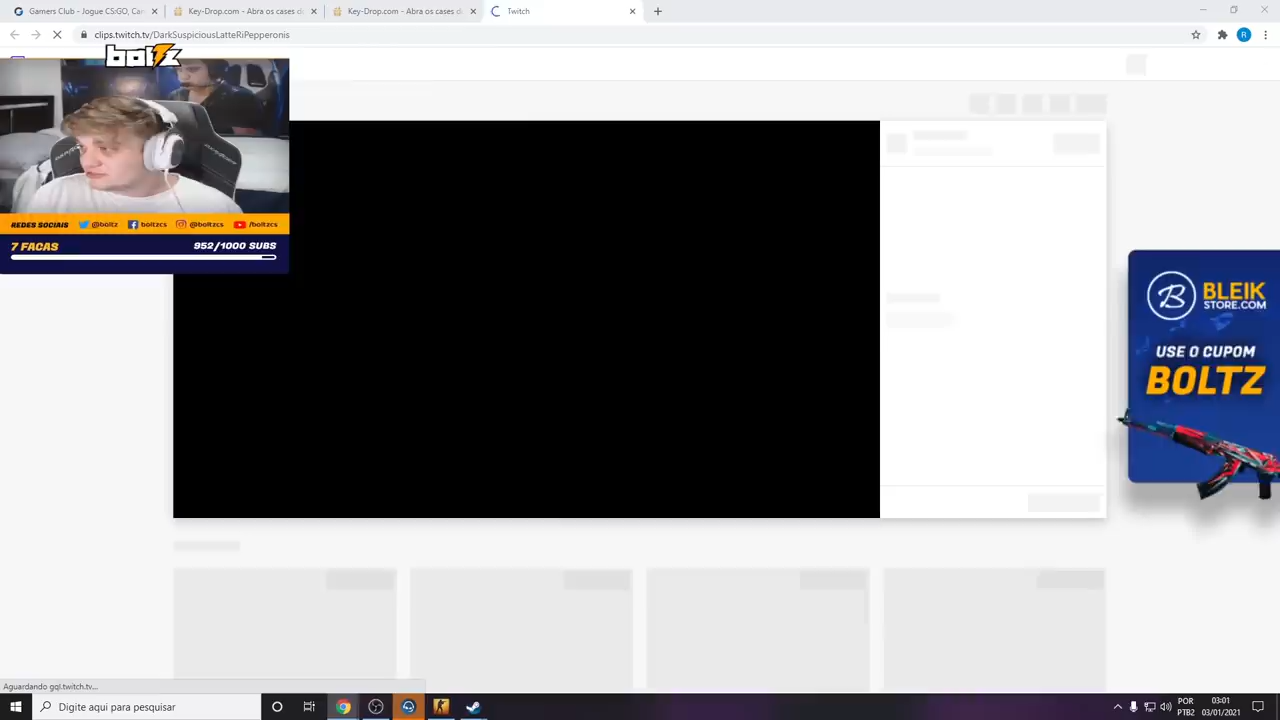 Gamers Club - Jogue CS:GO, Ca
Key-Drop.com - Abra os cases d
Key-Drop.com - Abra os cases d
Twitch
clips.twitch.tv/DarkSuspiciousLatteRiPepperonis
boltz
REDES SOCIAIS
@boltz
boltzcs
@boltzcs
/boltzcs
7 FACAS
952/1000 SUBS
B BLEIK
STORE.COM
USE O CUPOM
BOLTZ
Aguardando gql.twitch.tv...
Digite aqui para pesquisar
POR
PTB2
03:01
03/01/2021
R